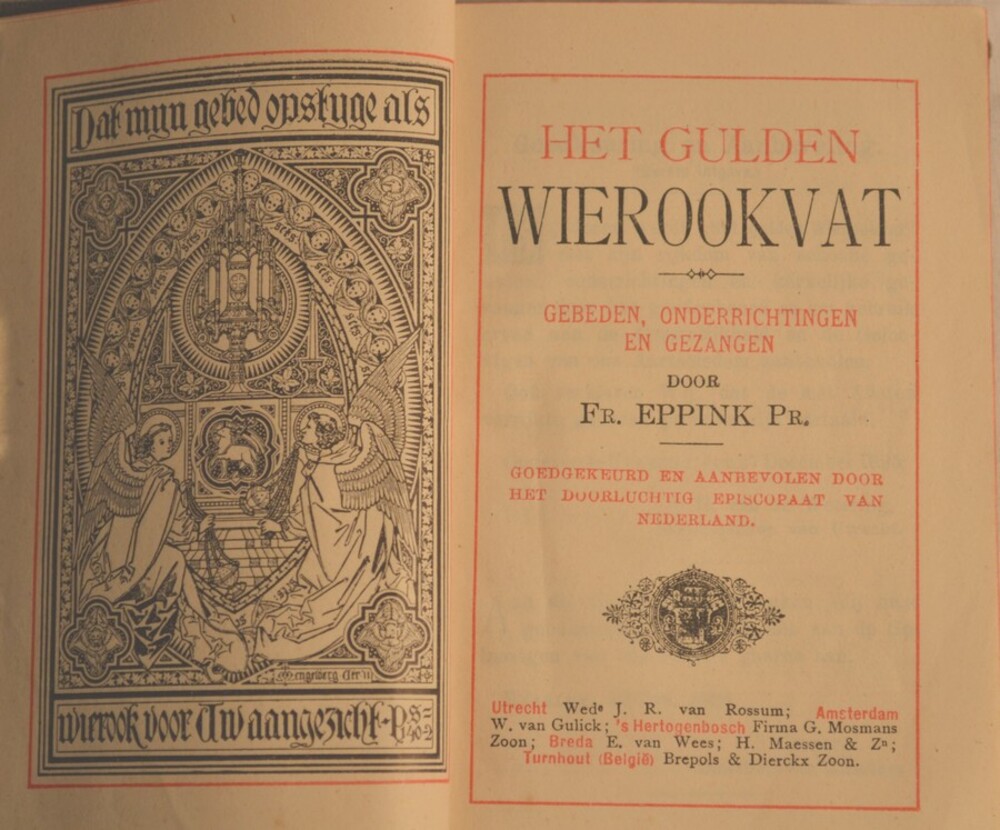 Dat myn gebed opstyge als
wierook voor Uw aangezicht - Ps=
140=2
HET GULDEN
WIEROOKVAT
GEBEDEN, ONDERRICHTINGEN
EN GEZANGEN
DOOR
FR. EPPINK PR.
GOEDGEKEURD EN AANBEVOLEN DOOR
HET DOORLUCHTIG EPISCOPAAT VAN
NEDERLAND.
Utrecht Wede J. R. van Rossum; Amsterdam
W. van Gulick; 's Hertogenbosch Firma G. Mosmans
Zoon; Breda E. van Wees; H. Maessen & Zn;
Turnhout (België) Brepols & Dierckx Zoon.